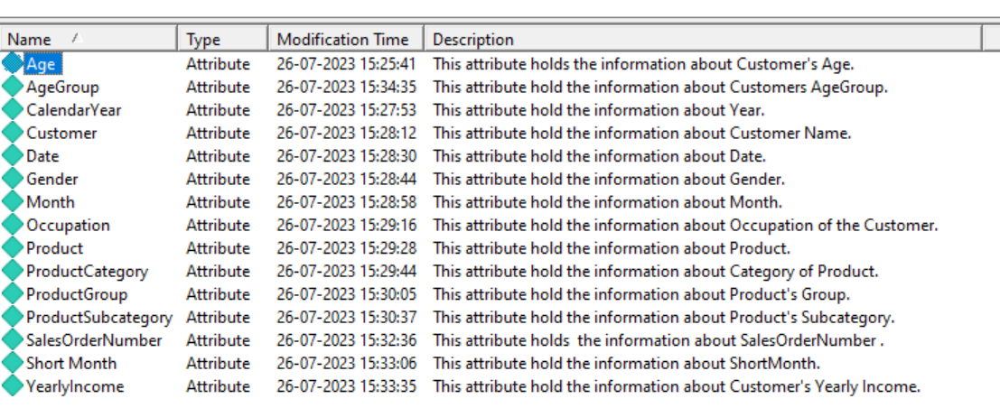 Name Type Modification Time Description
Age Attribute 26-07-2023 15:25:41 This attribute holds the information about Customer's Age.
AgeGroup Attribute 26-07-2023 15:34:35 This attribute hold the information about Customers AgeGroup.
CalendarYear Attribute 26-07-2023 15:27:53 This attribute hold the information about Year.
Customer Attribute 26-07-2023 15:28:12 This attribute hold the information about Customer Name.
Date Attribute 26-07-2023 15:28:30 This attribute hold the information about Date.
Gender Attribute 26-07-2023 15:28:44 This attribute hold the information about Gender.
Month Attribute 26-07-2023 15:28:58 This attribute hold the information about Month.
Occupation Attribute 26-07-2023 15:29:16 This attribute hold the information about Occupation of the Customer.
Product Attribute 26-07-2023 15:29:28 This attribute hold the information about Product.
ProductCategory Attribute 26-07-2023 15:29:44 This attribute hold the information about Category of Product.
ProductGroup Attribute 26-07-2023 15:30:05 This attribute hold the information about Product's Group.
ProductSubcategory Attribute 26-07-2023 15:30:37 This attribute hold the information about Product's Subcategory.
SalesOrderNumber Attribute 26-07-2023 15:32:36 This attribute holds  the information about SalesOrderNumber .
Short Month Attribute 26-07-2023 15:33:06 This attribute hold the information about ShortMonth.
YearlyIncome Attribute 26-07-2023 15:33:35 This attribute hold the information about Customer's Yearly Income.